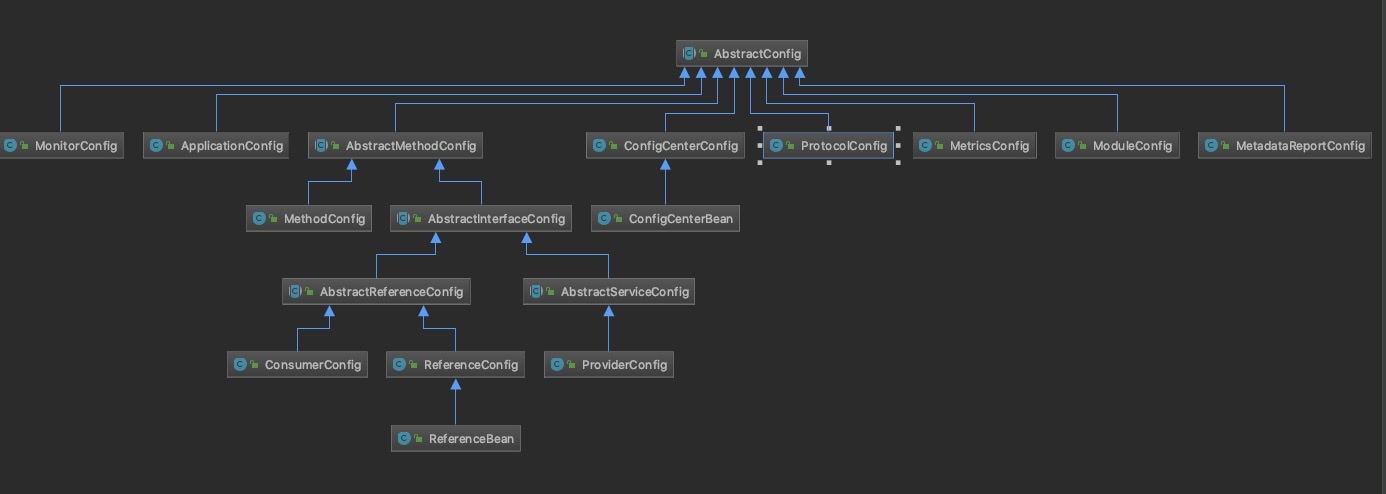 AbstractConfig
MonitorConfig
ApplicationConfig
AbstractMethodConfig
ConfigCenterConfig
ProtocolConfig
MetricsConfig
ModuleConfig
MetadataReportConfig
MethodConfig
AbstractInterfaceConfig
ConfigCenterBean
AbstractReferenceConfig
AbstractServiceConfig
ConsumerConfig
ReferenceConfig
ProviderConfig
ReferenceBean